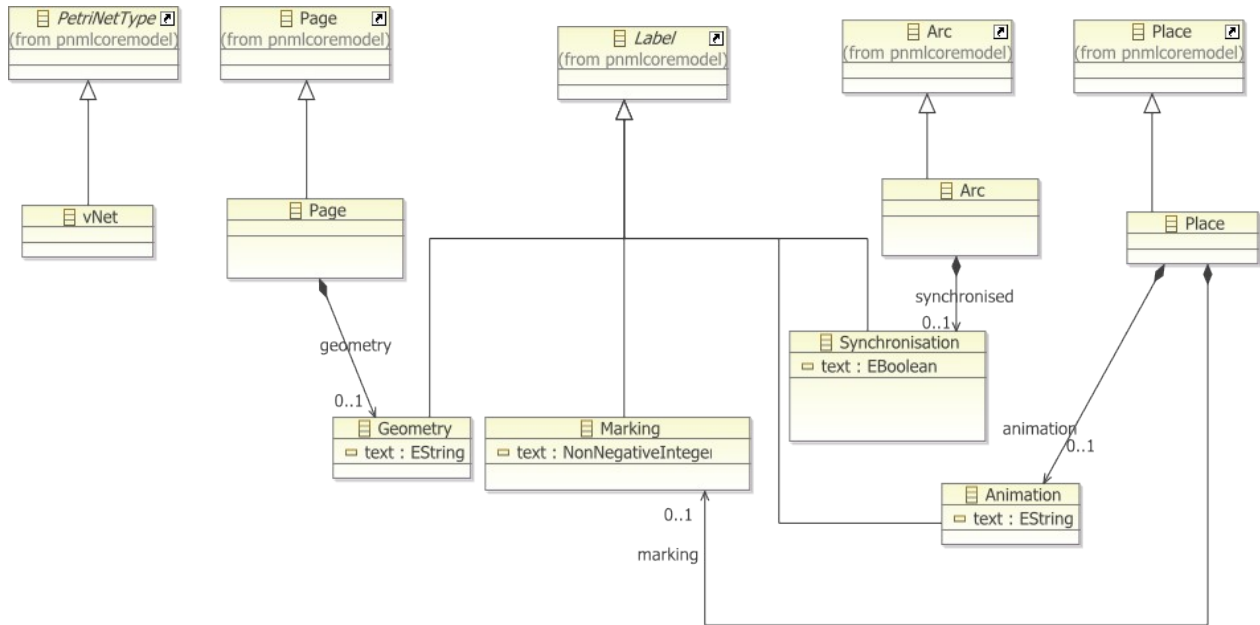 PetriNetType
(from pnmlcoremodel)
Page
(from pnmlcoremodel)
Label
(from pnmlcoremodel)
Arc
(from pnmlcoremodel)
Place
(from pnmlcoremodel)
vNet
Page
Arc
Place
geometry
0..1
synchronised
0..1
Synchronisation
text : EBoolean
Geometry
text : EString
Marking
text : NonNegativeInteger
animation
0..1
Animation
text : EString
0..1
marking